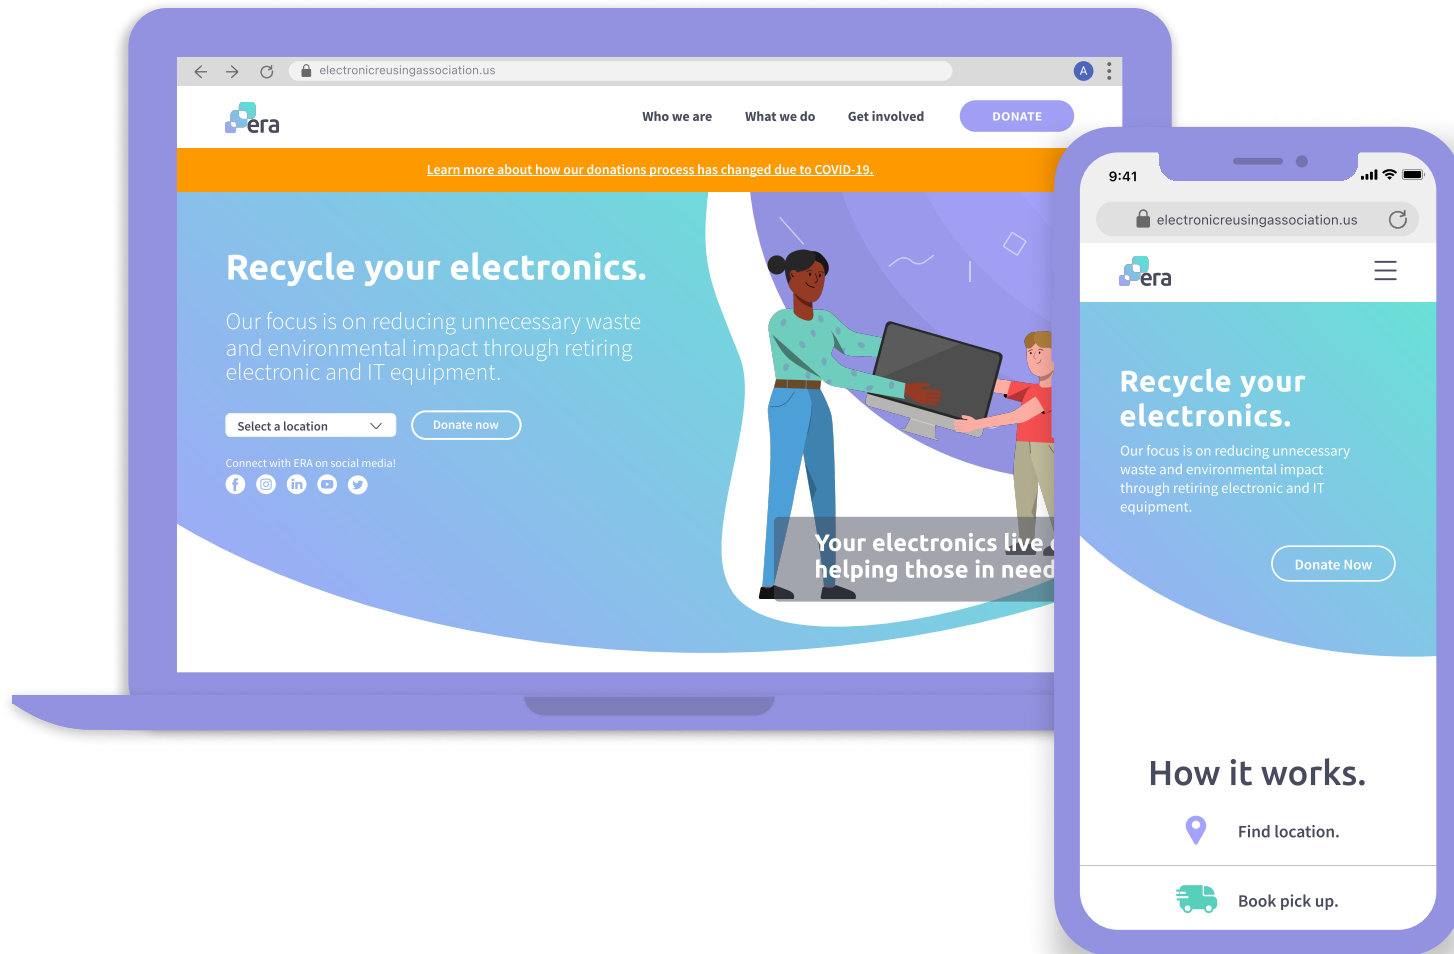 electronicreusingassociation.us
A
era
Who we are
What we do
Get involved
DONATE
Learn more about how our donations process has changed due to COVID-19.
Recycle your electronics.
Our focus is on reducing unnecessary waste
and environmental impact through retiring
electronic and IT equipment.
Select a location
Donate now
Connect with ERA on social media!
Your electronics live
helping those in need
9:41
electronicreusingassociation.us
era
Recycle your
electronics.
Our focus is on reducing unnecessary
waste and environmental impact
through retiring electronic and IT
equipment.
Donate Now
How it works.
Find location.
Book pick up.